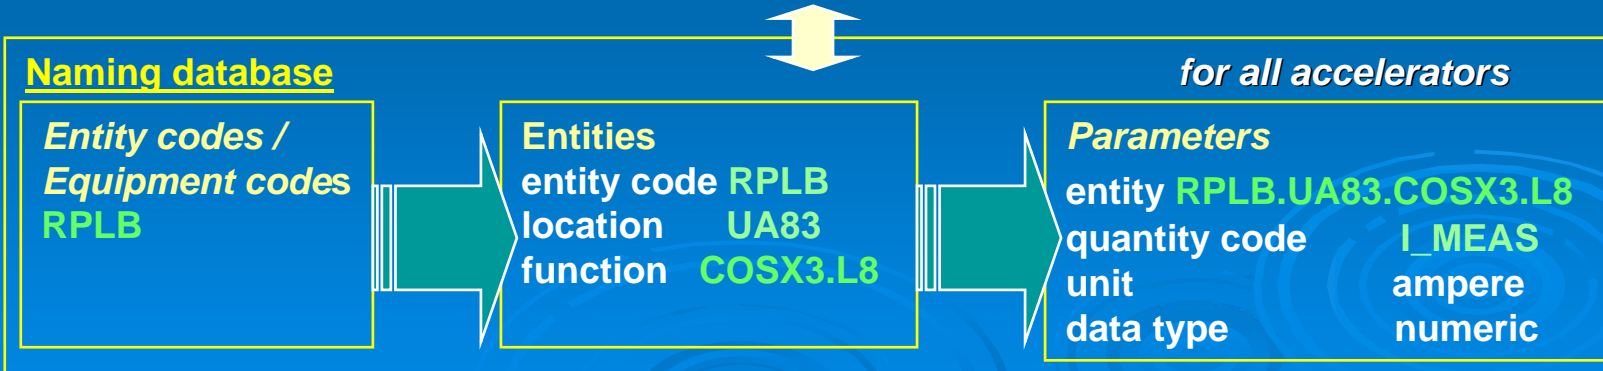 Naming database
for all accelerators
Entity codes /
Equipment codes
RPLB
Entities
entity code RPLB
location UA83
function COSX3.L8
Parameters
entity RPLB.UA83.COSX3.L8
quantity code I_MEAS
unit ampere
data type numeric